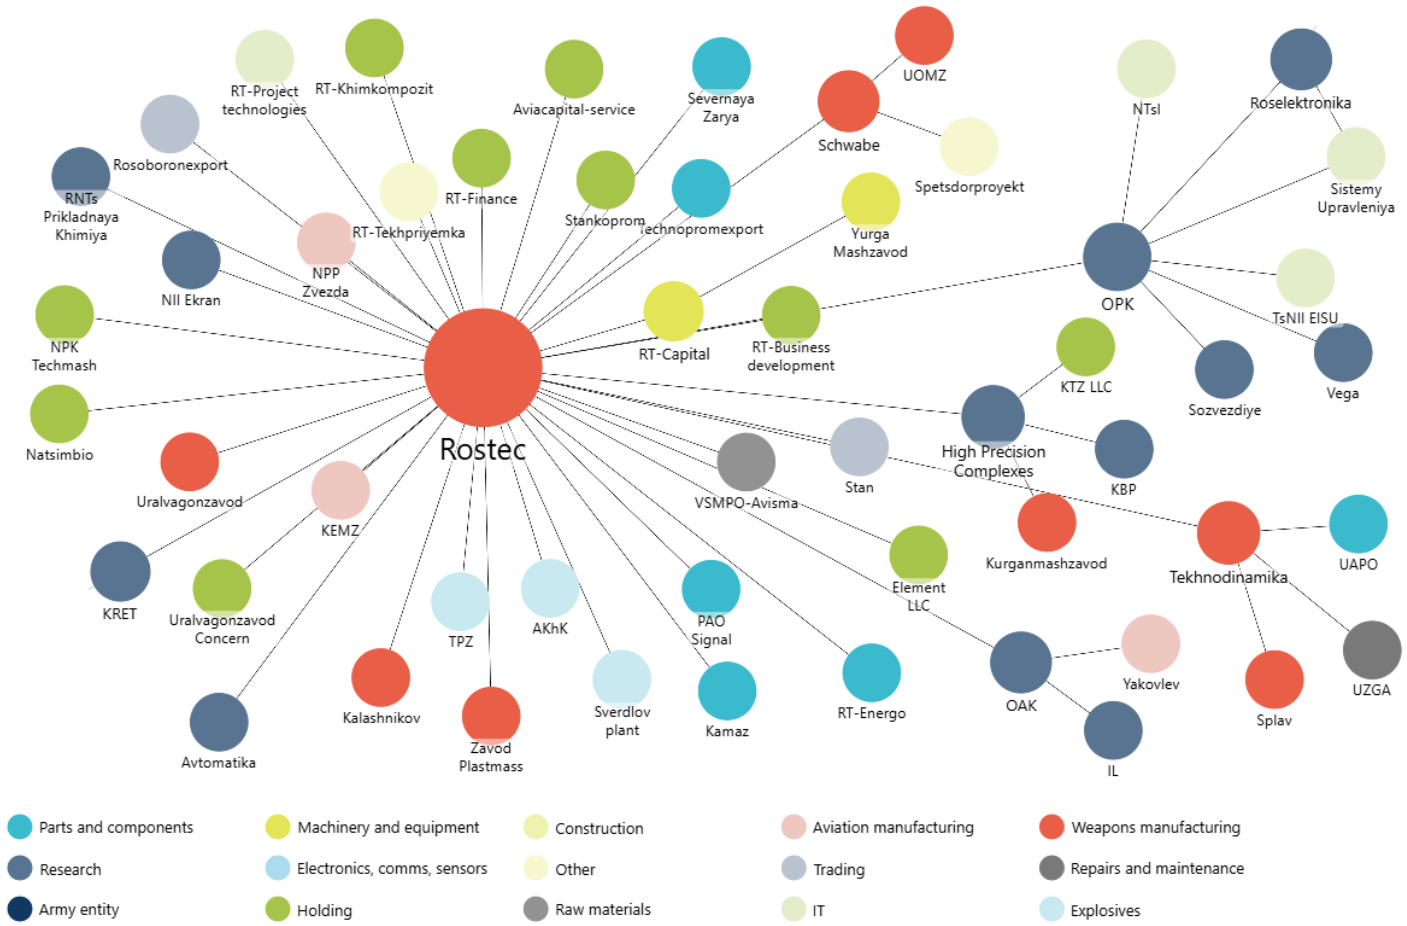 UOMZ
RT-Project
technologies
RT-Khimkompozit
Aviacapital-service
Severnaya
Zarya
NTsI
Roselektronika
Rosoboronexport
Schwabe
Spetsdorproyekt
RNTs
Prikladnaya
Khimiya
RT-Tekhpriyemka
RT-Finance
Stankoprom
Technopromexport
Yurga
Mashzavod
Sistemy
Upravleniya
NPP
Zvezda
NII Ekran
OPK
TsNII EISU
NPK
Techmash
RT-Capital
RT-Business
development
KTZ LLC
Sozvezdiye
Vega
Natsimbio
Rostec
High Precision
Complexes
KBP
Uralvagonzavod
KEMZ
VSMPO-Avisma
Stan
Kurganmashzavod
Tekhnodinamika
UAPO
KRET
Uralvagonzavod
Concern
TPZ
AKhK
PAO
Signal
Element
LLC
Yakovlev
UZGA
Avtomatika
Kalashnikov
Zavod
Plastmass
Sverdlov
plant
Kamaz
RT-Energo
OAK
IL
Splav
Parts and components
Machinery and equipment
Construction
Aviation manufacturing
Weapons manufacturing
Research
Electronics, comms, sensors
Other
Trading
Repairs and maintenance
Army entity
Holding
Raw materials
IT
Explosives